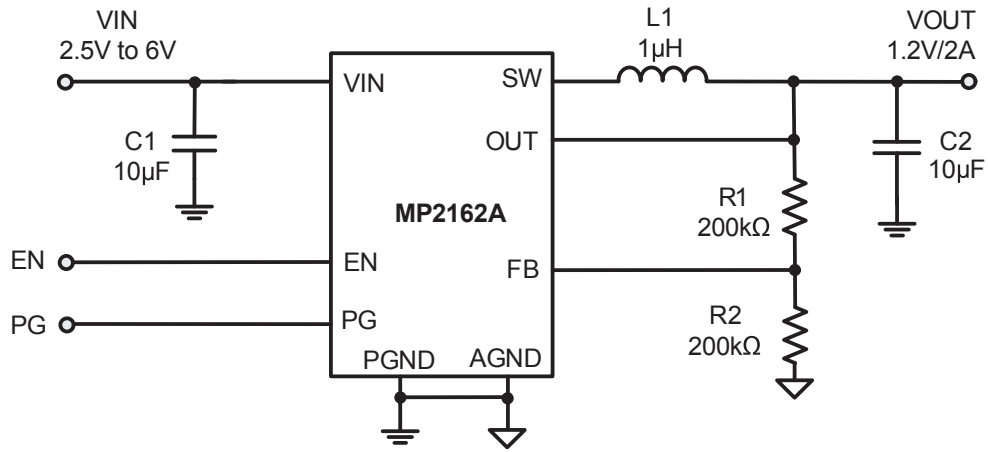 VIN
2.5V to 6V
L1
1µH
VOUT
1.2V/2A
VIN
SW
C1
10µF
OUT
C2
10µF
R1
200kΩ
MP2162A
EN
EN
FB
PG
PG
R2
200kΩ
PGND
AGND